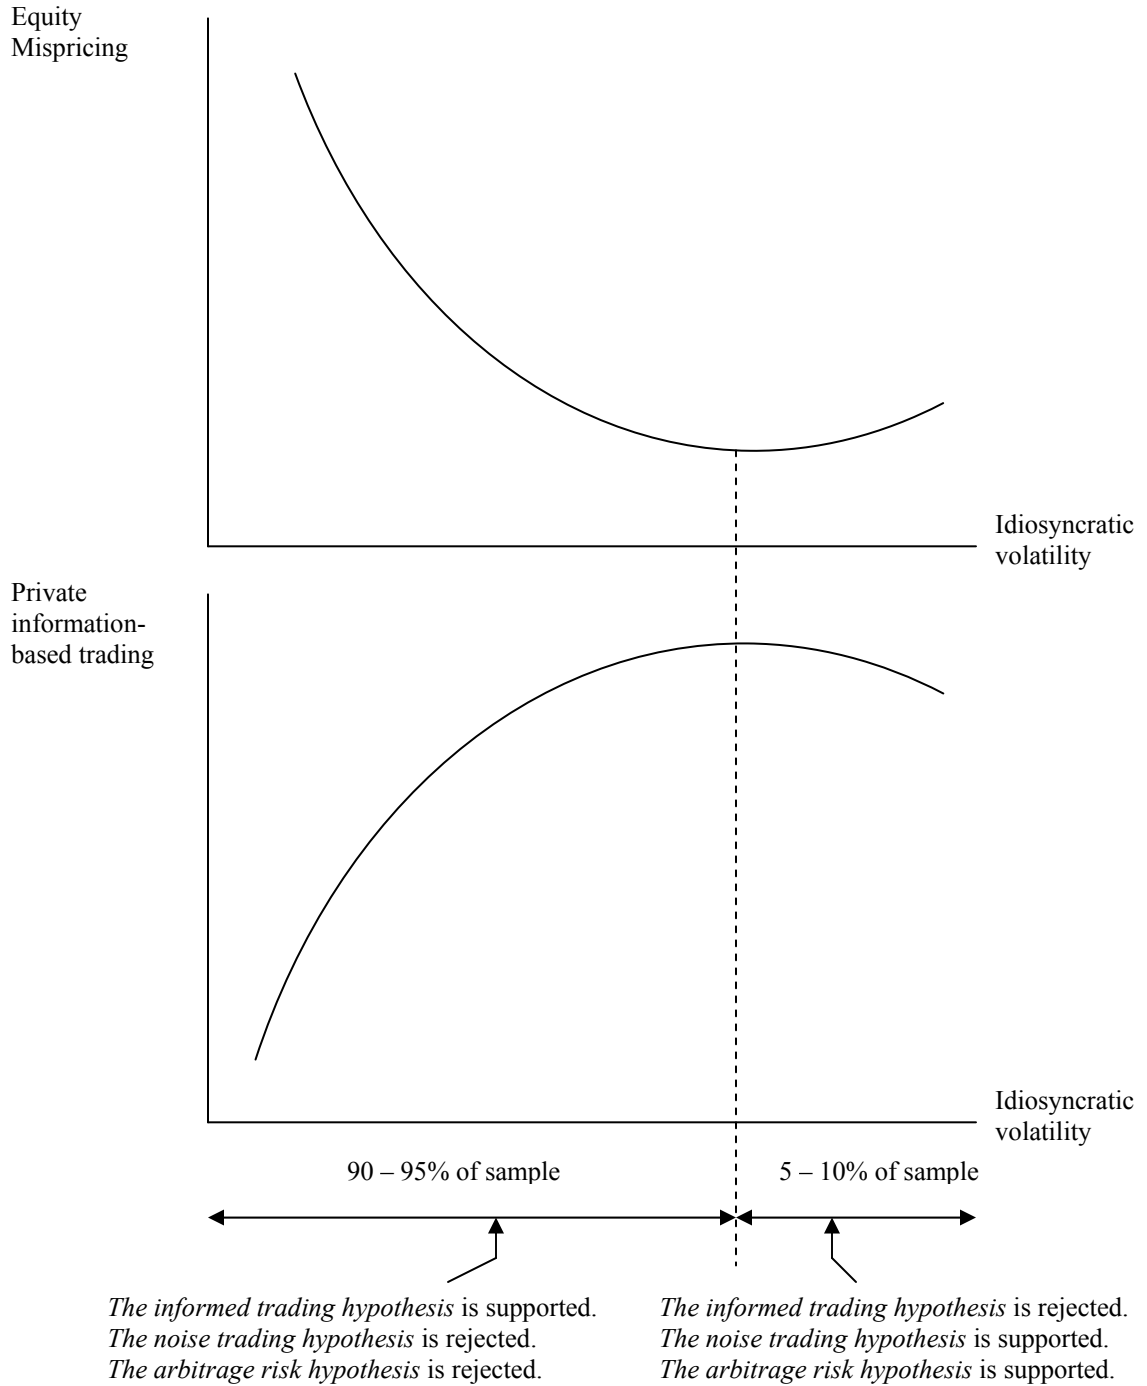 Equity
Mispricing
Idiosyncratic
volatility
Private
information-
based trading
Idiosyncratic
volatility
90 – 95% of sample
5 – 10% of sample
The informed trading hypothesis is supported.
The noise trading hypothesis is rejected.
The arbitrage risk hypothesis is rejected.
The informed trading hypothesis is rejected.
The noise trading hypothesis is supported.
The arbitrage risk hypothesis is supported.